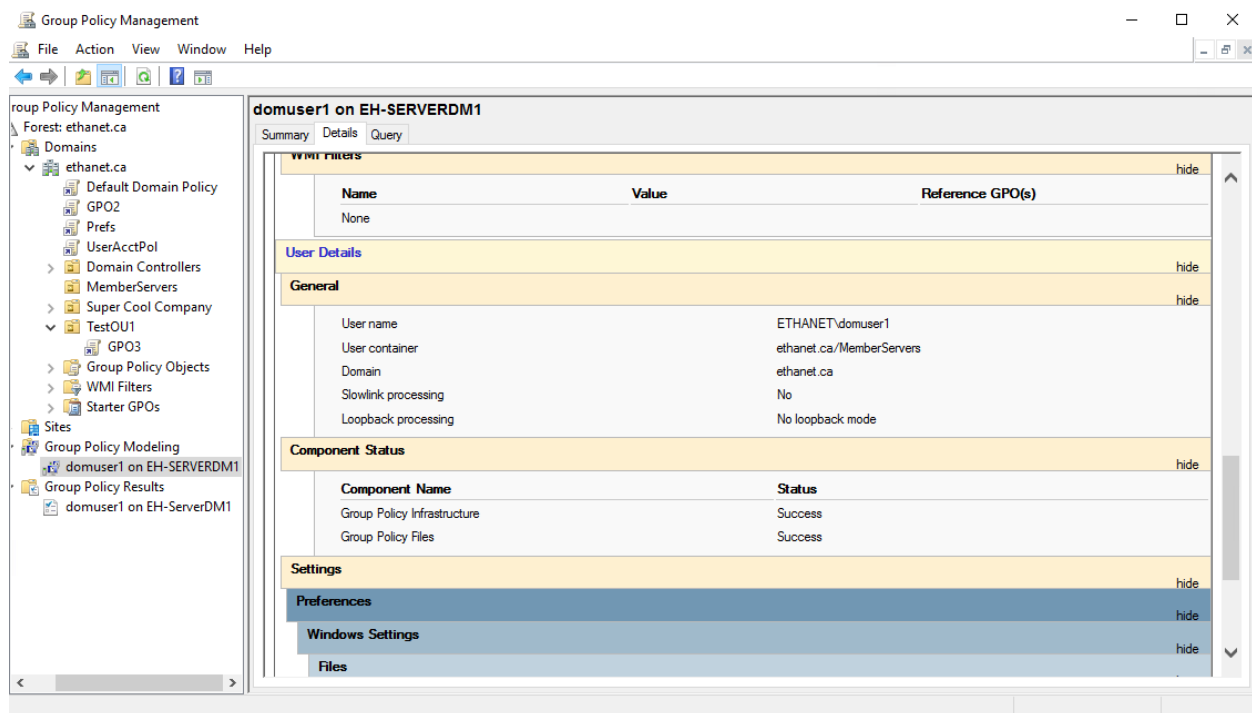 Group Policy Management
File Action View Window Help
roup Policy Management
Forest: ethanet.ca
Domains
ethanet.ca
Default Domain Policy
GPO2
Prefs
UserAcctPol
Domain Controllers
MemberServers
Super Cool Company
TestOU1
GPO3
Group Policy Objects
WMI Filters
Starter GPOs
Sites
Group Policy Modeling
domuser1 on EH-SERVERDM1
Group Policy Results
domuser1 on EH-ServerDM1
domuser1 on EH-SERVERDM1
Summary Details Query
WMI Filters
hide
Name Value Reference GPO(s)
None
User Details
hide
General
hide
User name ETHANET\domuser1
User container ethanet.ca/MemberServers
Domain ethanet.ca
Slowlink processing No
Loopback processing No loopback mode
Component Status
hide
Component Name Status
Group Policy Infrastructure Success
Group Policy Files Success
Settings
hide
Preferences
hide
Windows Settings
hide
Files